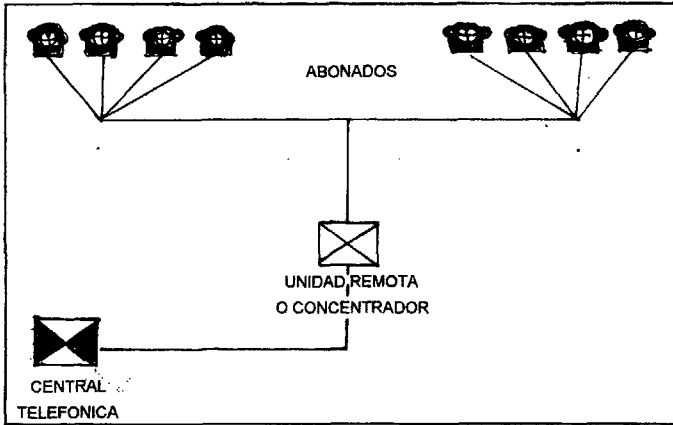 ABONADOS
UNIDAD REMOTA
O CONCENTRADOR
CENTRAL
TELEFONICA